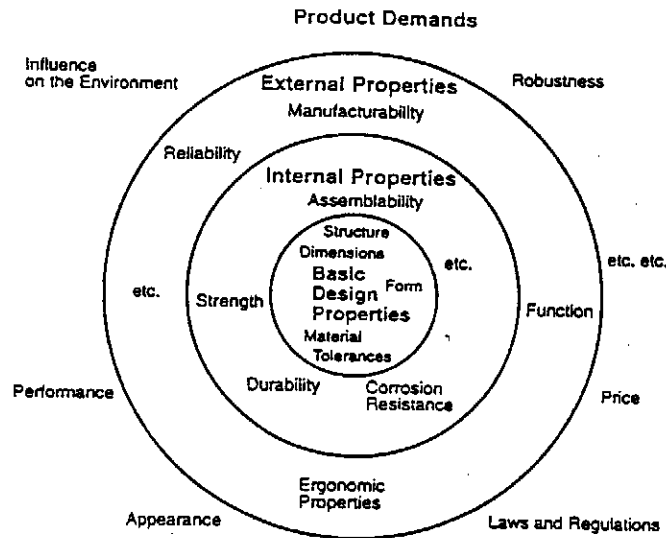 Product Demands
Influence
on the Environment
Robustness
External Properties
Manufacturability
Reliability
Internal Properties
Assemblability
Structure
Dimensions
Basic
Design
Properties
Form
Material
Tolerances
etc.
etc. etc.
etc.
Strength
Function
Durability
Corrosion
Resistance
Performance
Price
Ergonomic
Properties
Appearance
Laws and Regulations